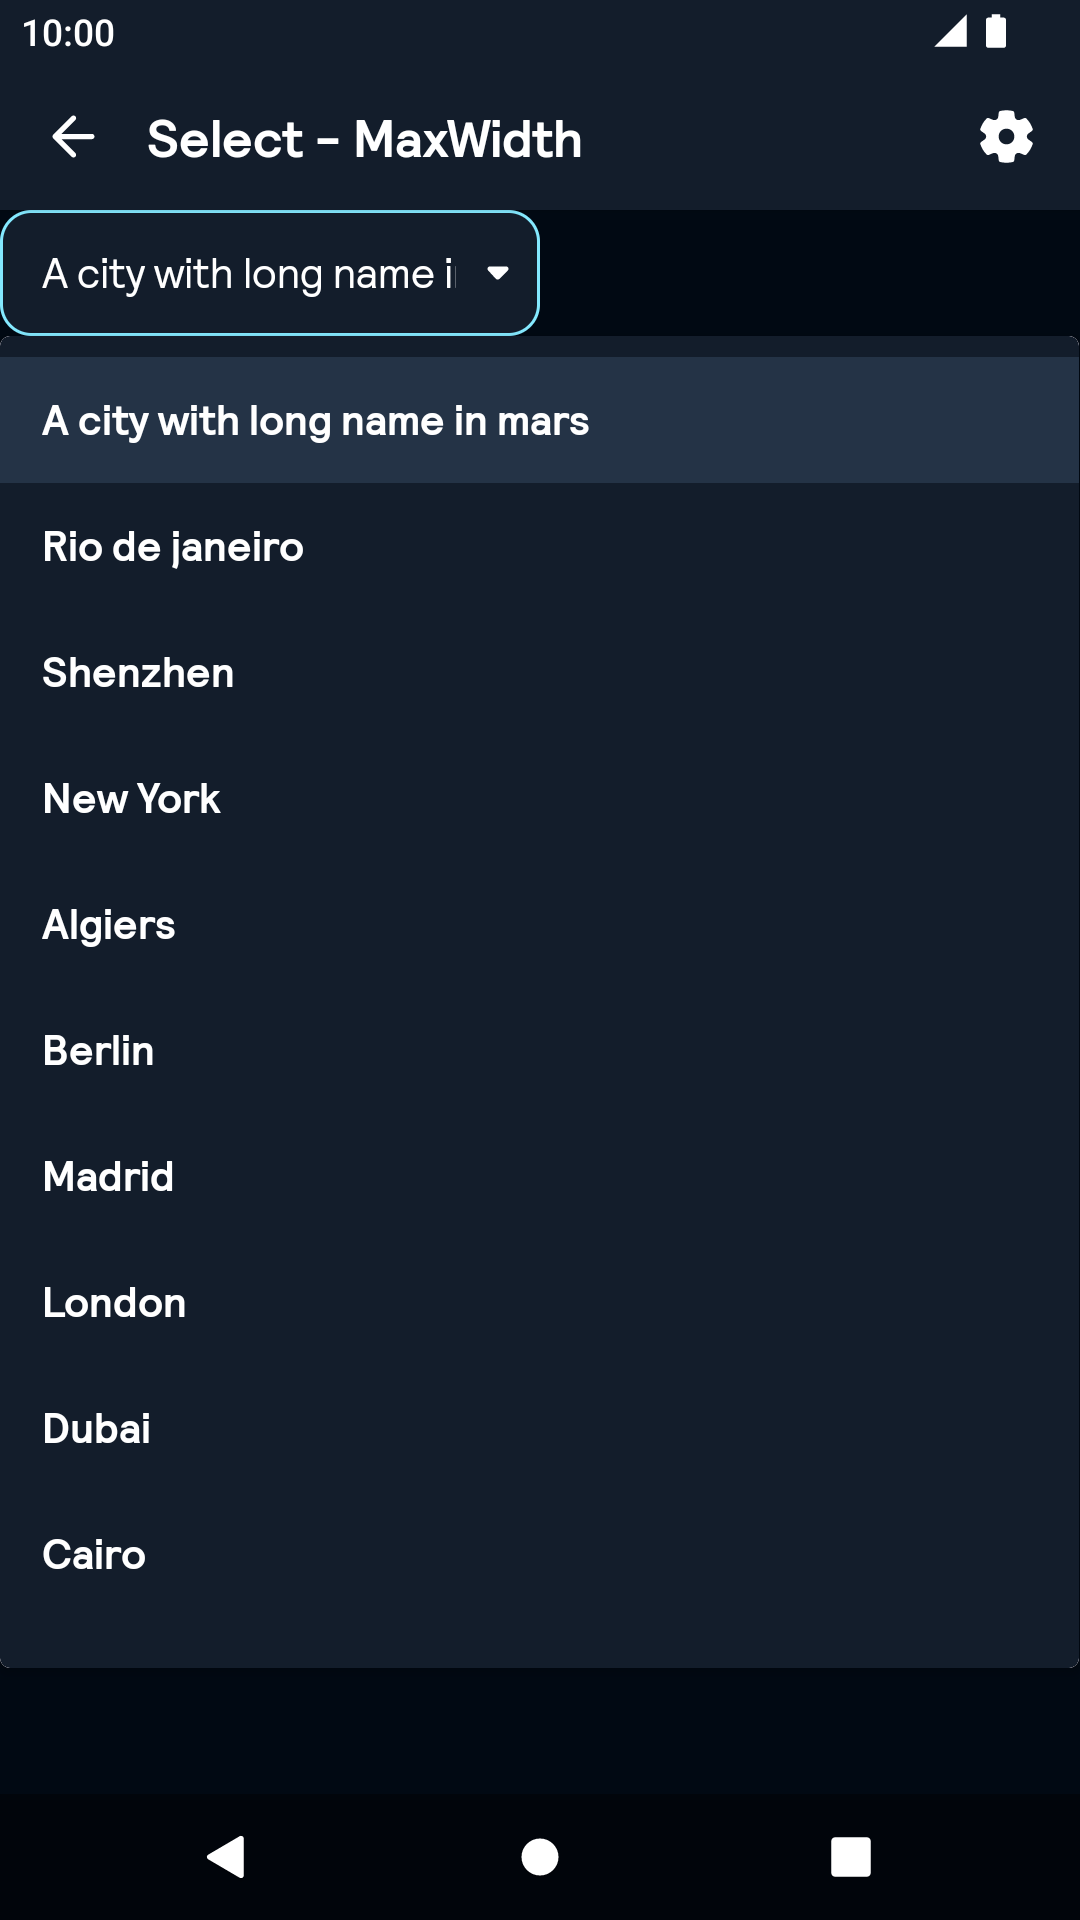 10:00
Select - MaxWidth
A city with long name i
A city with long name in mars
Rio de janeiro
Shenzhen
New York
Algiers
Berlin
Madrid
London
Dubai
Cairo